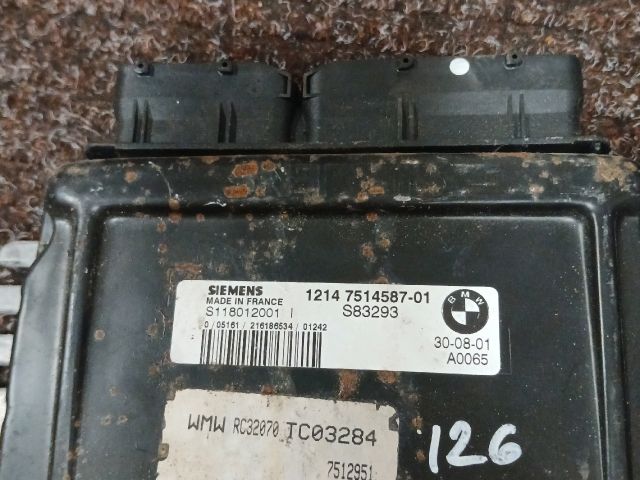 SIEMENS 1214 7514587-01
MADE IN FRANCE
S118012001 I S83293
BMW
0 /05161/ 216186534 / 01242
30-08-01
A0065
WMW RC32070 TC03284
7512951
126